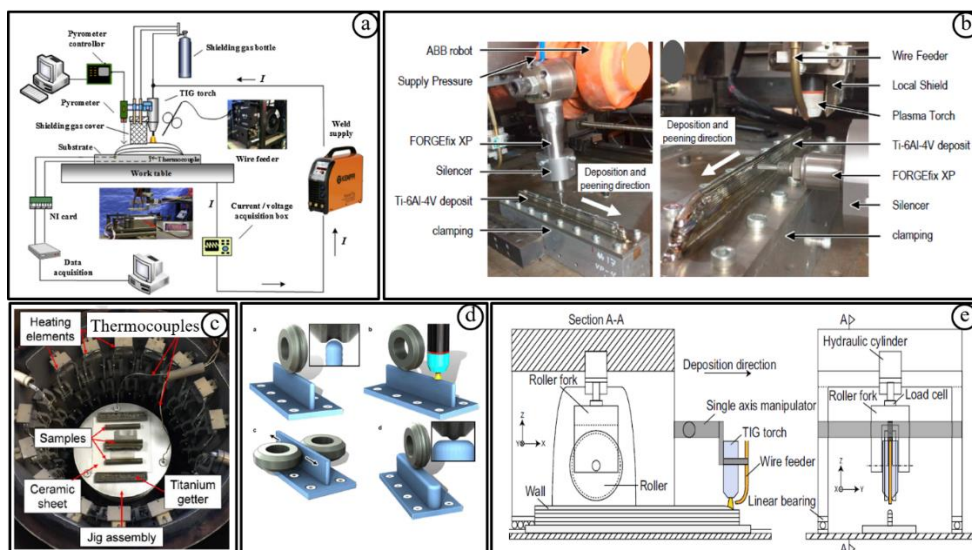 a
Pyrometer
controllor
Shielding gas bottle
I
TIG torch
Pyrometer
Shielding gas cover
Weld
supply
Substrate
Thermocouple
Wire feeder
Work table
I
NI card
Current / voltage
acquisition box
I
Data
acquisition
b
ABB robot
Supply Pressure
FORGEfix XP
Silencer
Deposition and
peening direction
Ti-6Al-4V deposit
clamping
Wire Feeder
Local Shield
Plasma Torch
Deposition and
peening direction
Ti-6Al-4V deposit
FORGEfix XP
Silencer
clamping
c
Heating
elements
Thermocouples
Samples
Ceramic
sheet
Titanium
getter
Jig assembly
d
a
b
c
d
e
Section A-A
A
Hydraulic cylinder
Deposition direction
Roller fork
Roller fork
Load cell
Single axis manipulator
Z
Y
X
TIG torch
Z
X
Y
Wire feeder
Roller
Wall
Linear bearing
A